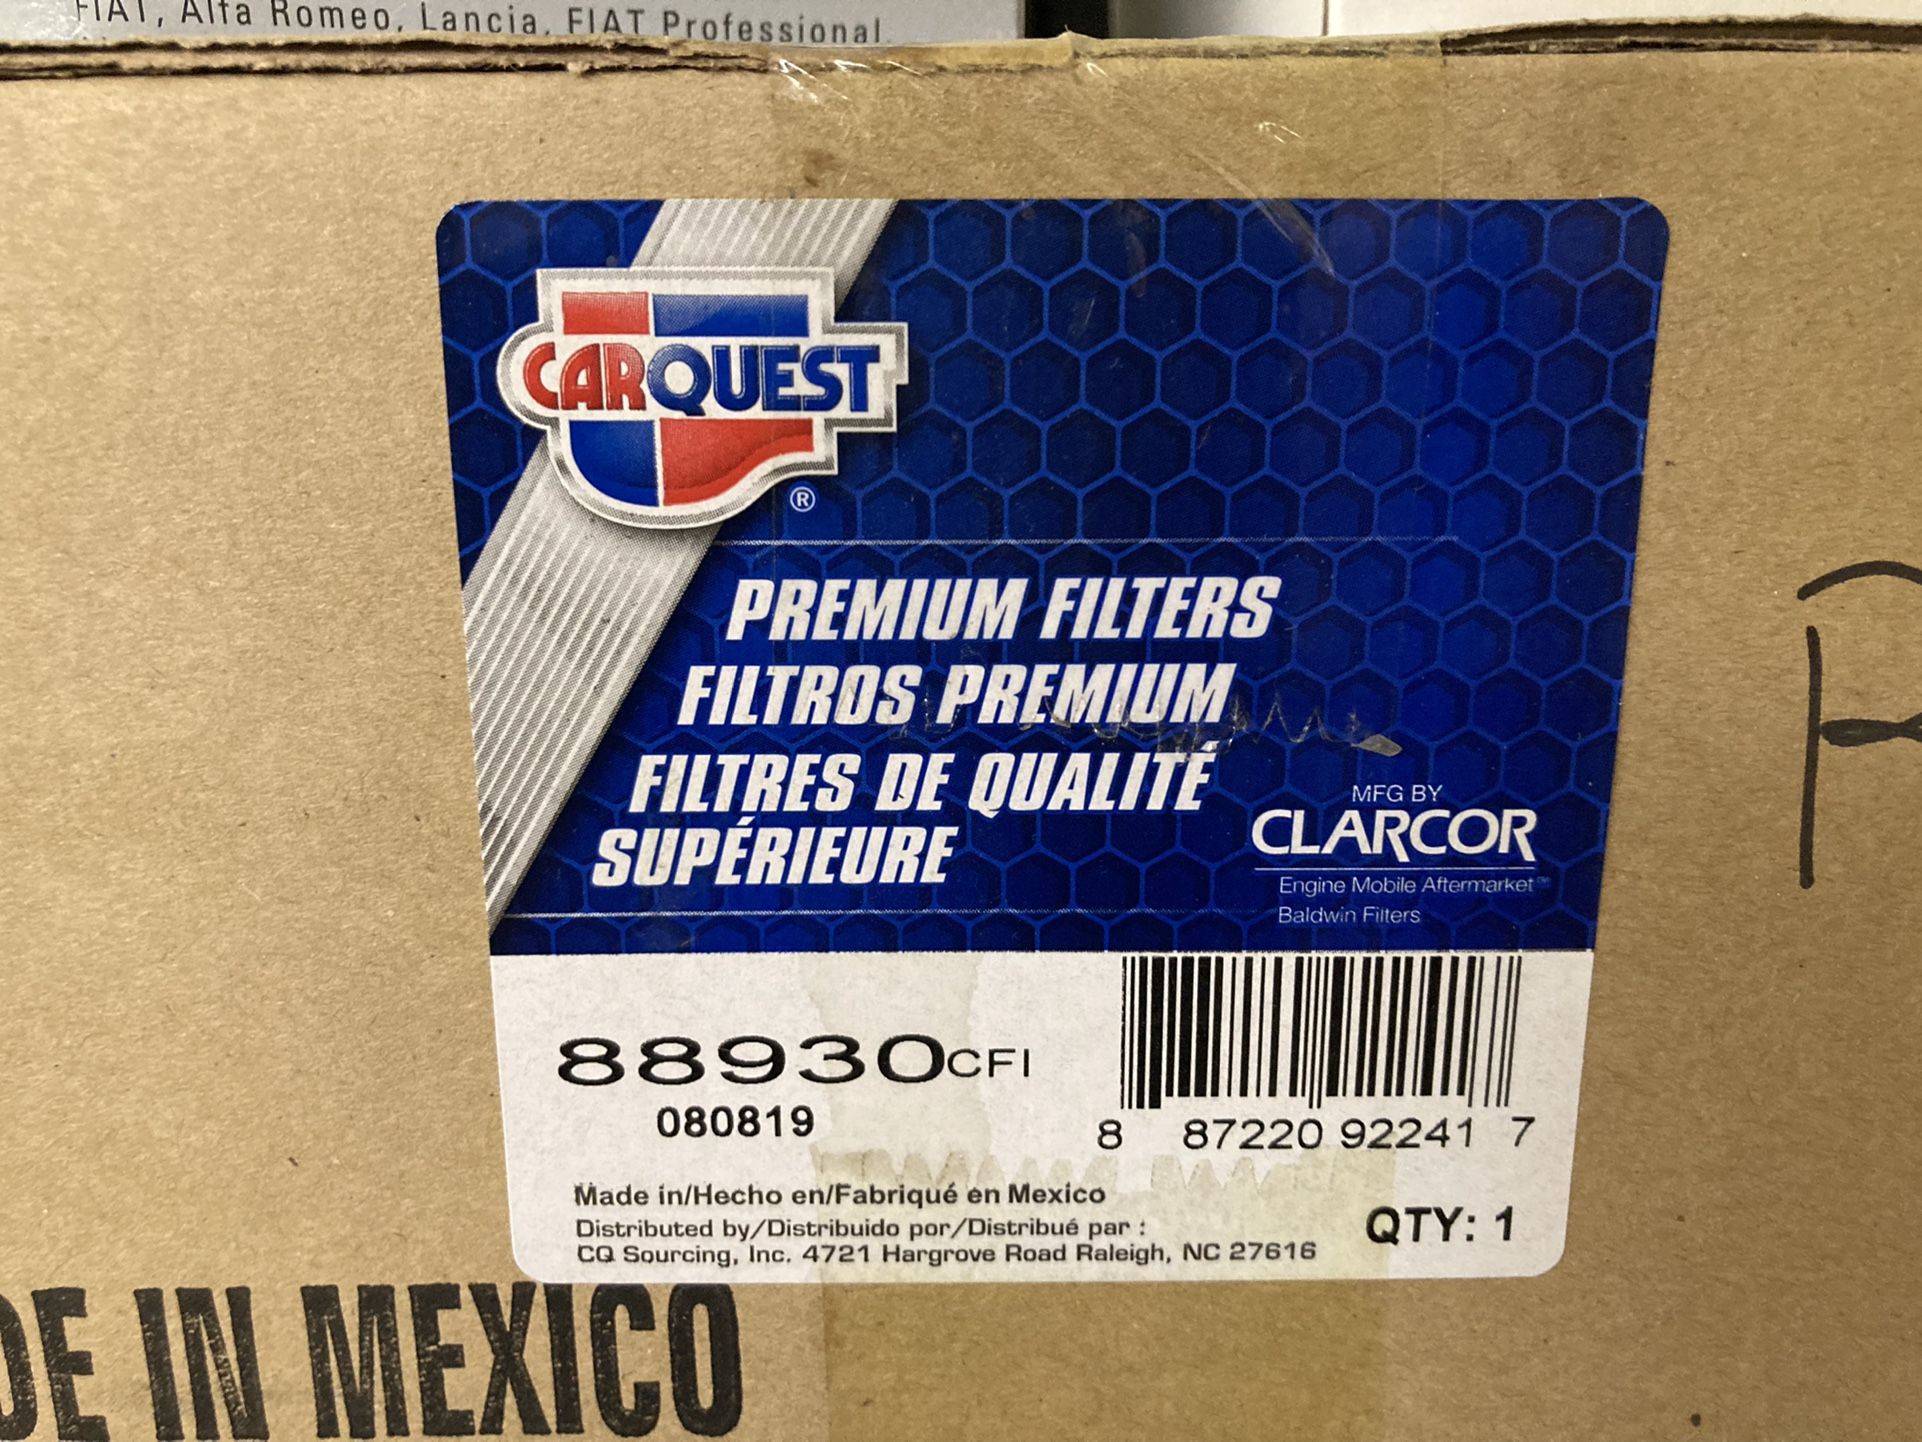 FIAT, Alfa Romeo, Lancia, FIAT Professional,
CARQUEST
®
PREMIUM FILTERS
FILTROS PREMIUM
FILTRES DE QUALITÉ
SUPÉRIEURE
MFG BY
CLARCOR
Engine Mobile Aftermarket™
Baldwin Filters
88930CFI
080819
8 87220 92241 7
Made in/Hecho en/Fabriqué en Mexico
Distributed by/Distribuido por/Distribué par :
CQ Sourcing, Inc. 4721 Hargrove Road Raleigh, NC 27616
QTY: 1
DE IN MEXICO